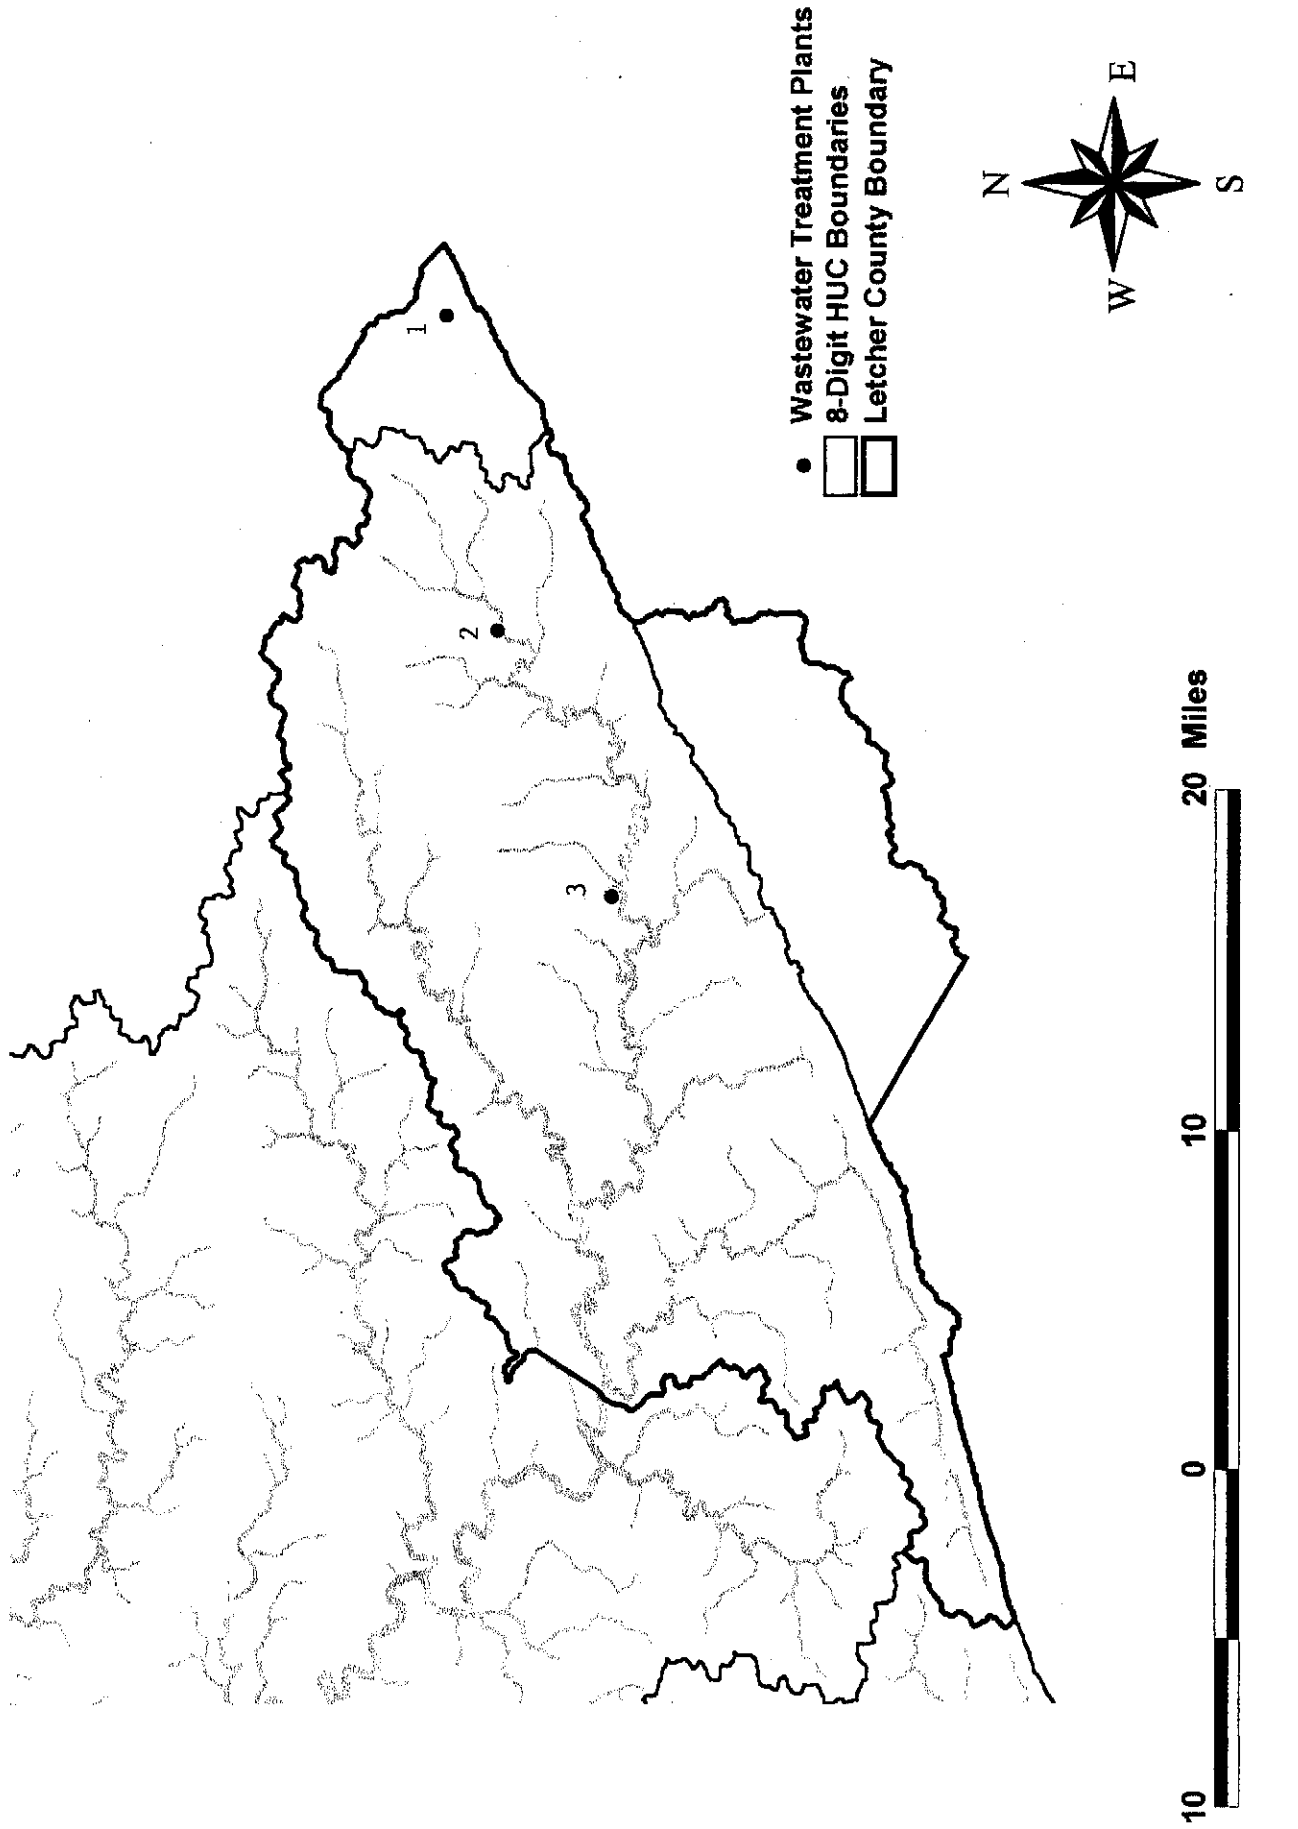 1
2
3
Wastewater Treatment Plants
8-Digit HUC Boundaries
Letcher County Boundary
N
W
E
S
10
0
10
20 Miles